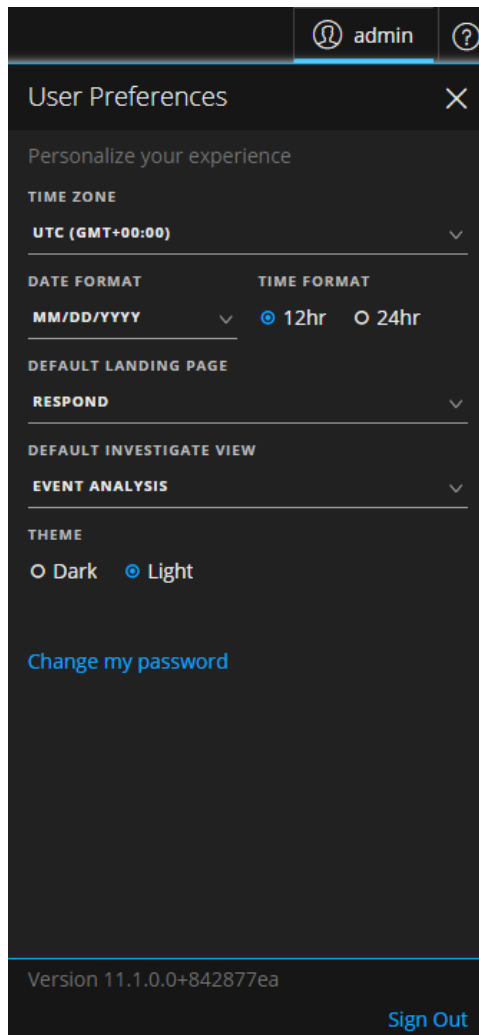 admin
User Preferences
Personalize your experience
TIME ZONE
UTC (GMT+00:00)
DATE FORMAT TIME FORMAT
MM/DD/YYYY 12hr 24hr
DEFAULT LANDING PAGE
RESPOND
DEFAULT INVESTIGATE VIEW
EVENT ANALYSIS
THEME
Dark Light
Change my password
Version 11.1.0.0+842877ea
Sign Out